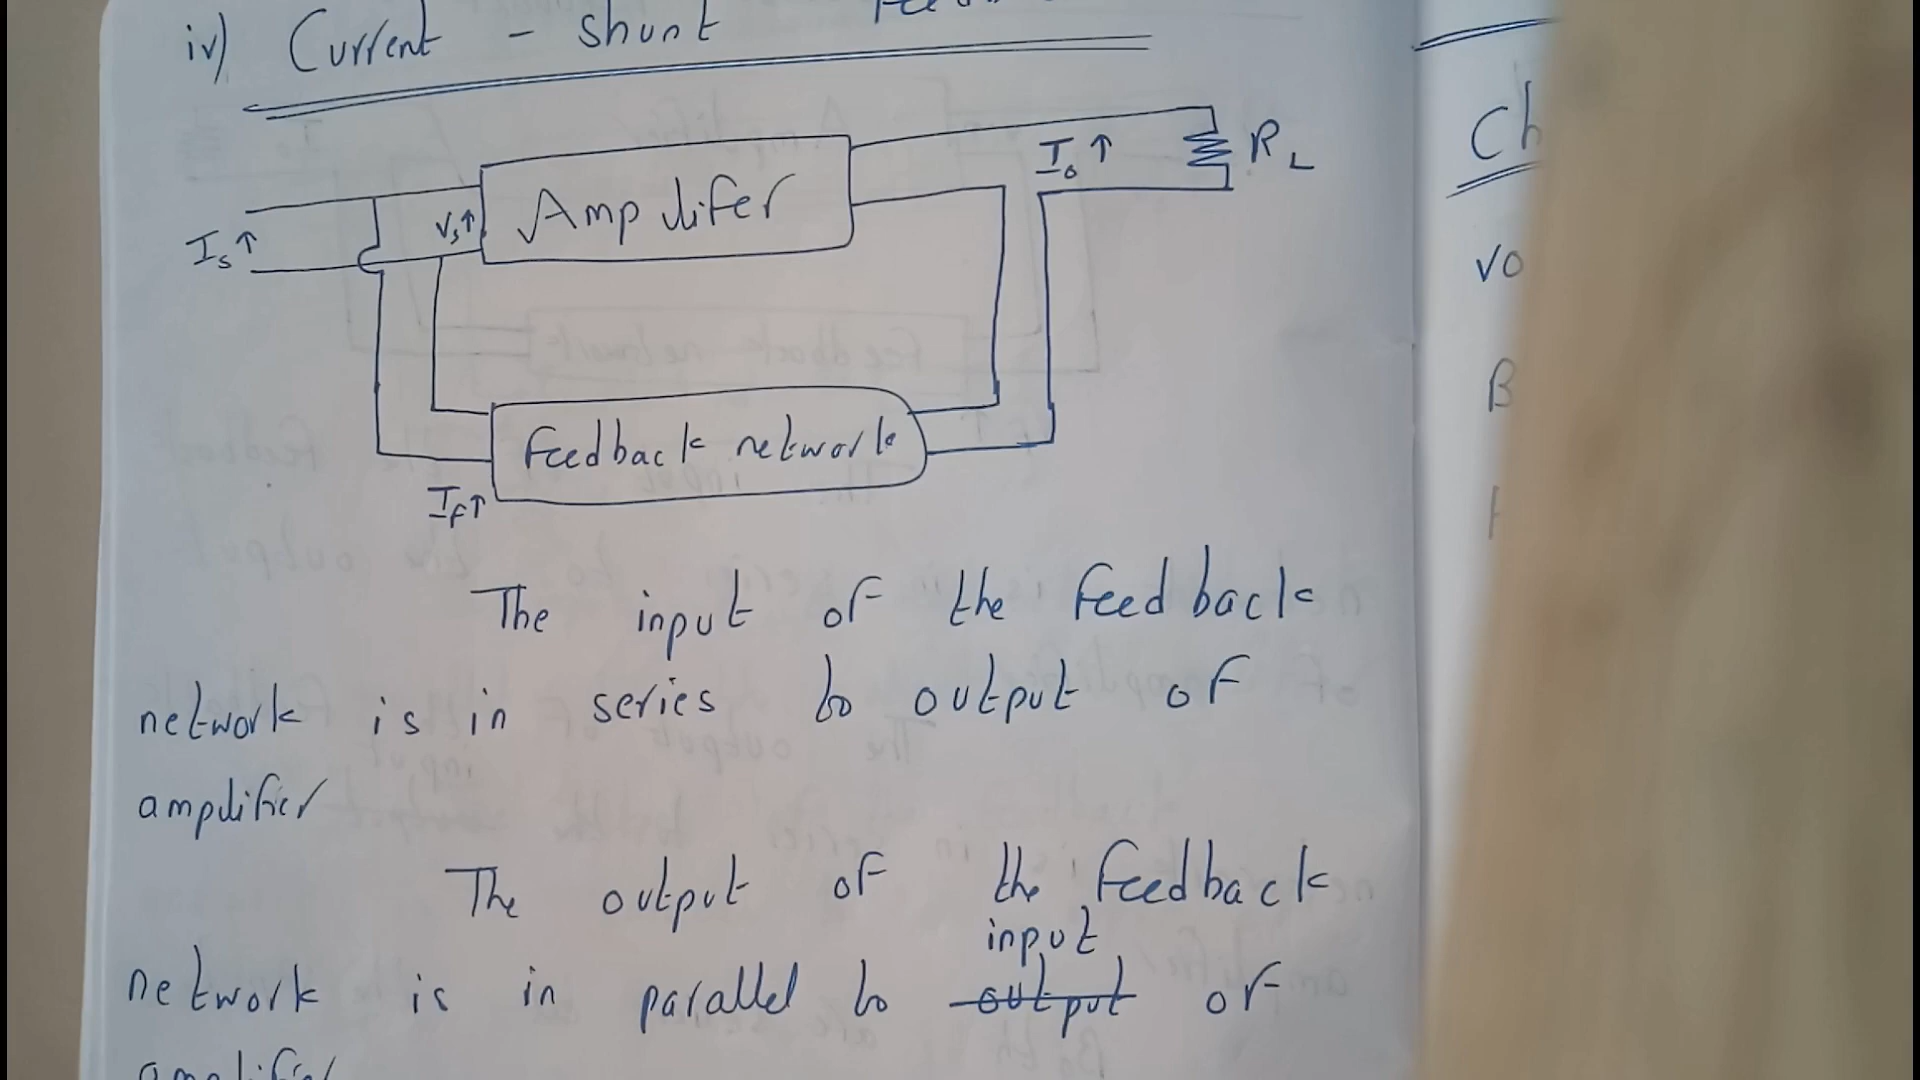 iv) Current - shunt
Amplifer
Is ↑
Vs↑
Io ↑
RL
Feedback network
If↑
The input of the feedback
network is in series to output of
amplifier
The output of the feedback
input
network is in parallel to output of
amplifier
Ch
vo
B